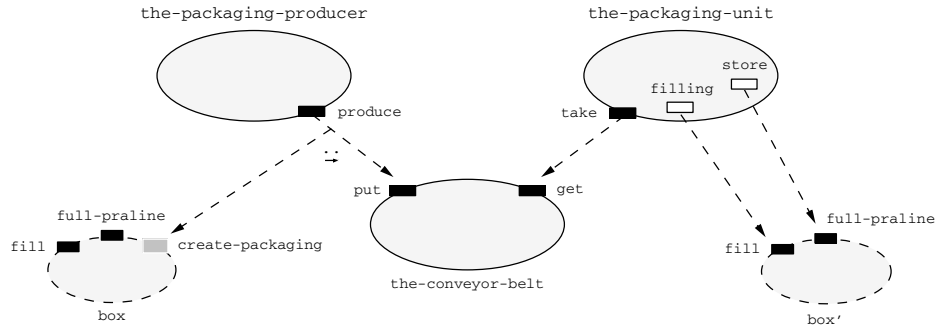 the-packaging-producer
the-packaging-unit
store
filling
produce
take
put
get
full-praline
fill
create-packaging
full-praline
fill
the-conveyor-belt
box
box'